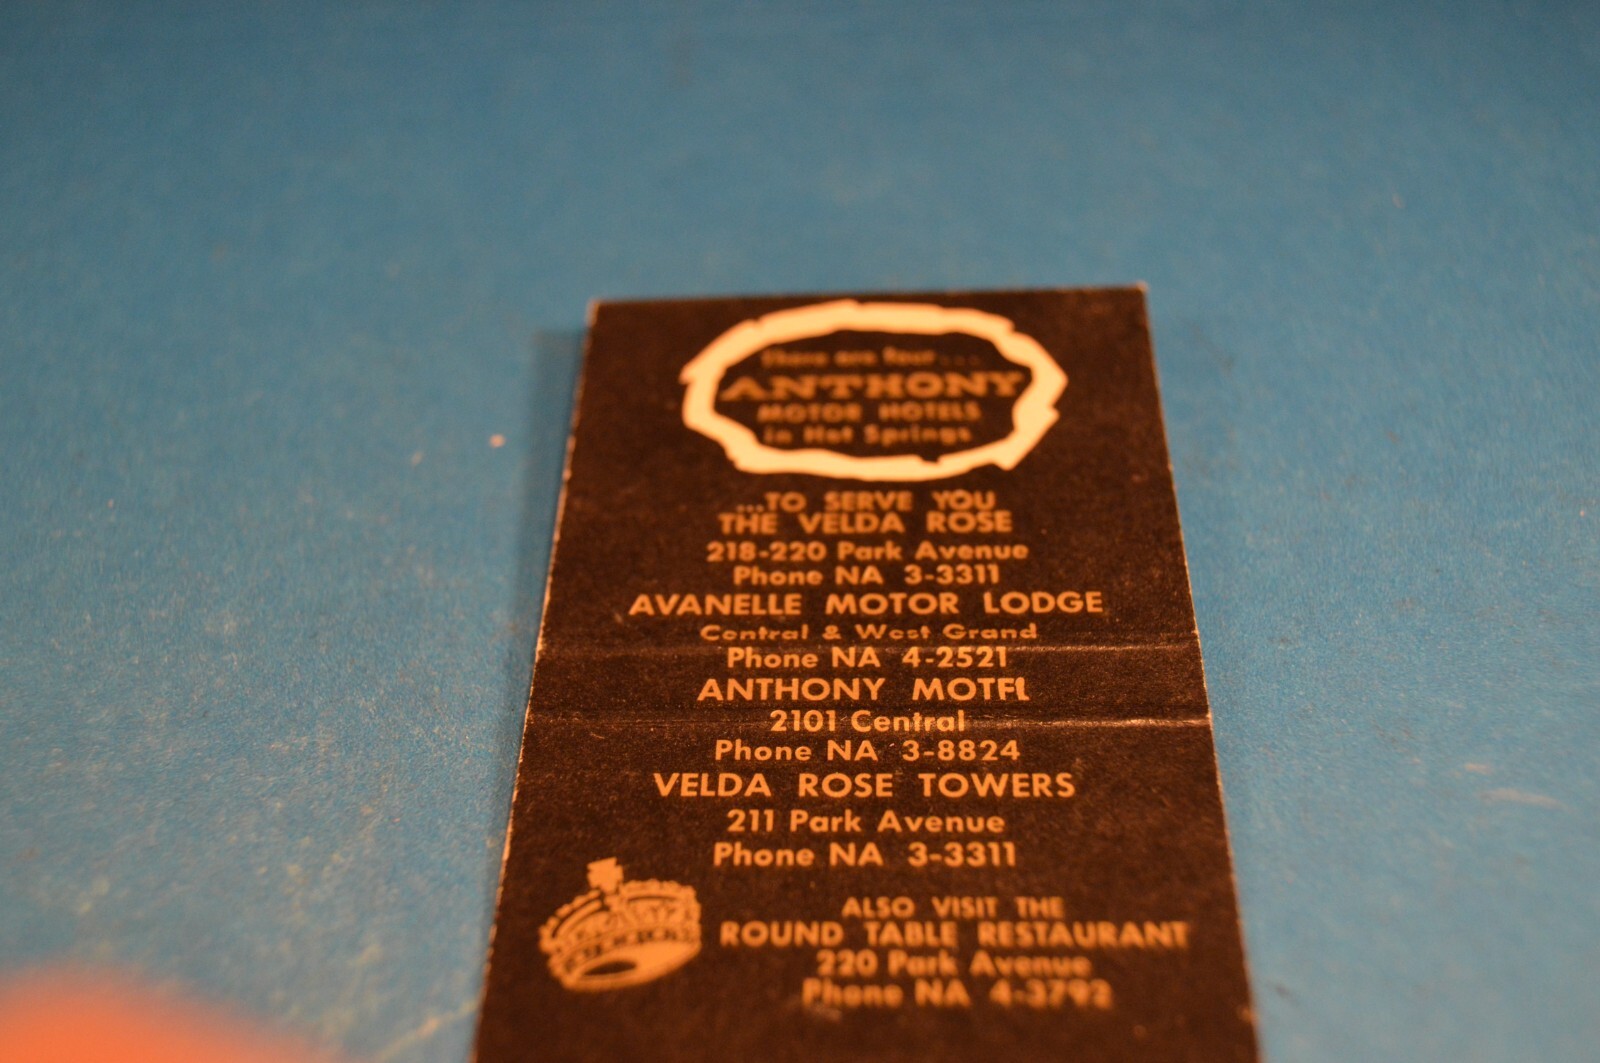 There are four....
ANTHONY
MOTOR HOTELS
in Hot Springs
...TO SERVE YOU
THE VELDA ROSE
218-220 Park Avenue
Phone NA 3-3311
AVANELLE MOTOR LODGE
Central & West Grand
Phone NA 4-2521
ANTHONY MOTEL
2101 Central
Phone NA 3-8824
VELDA ROSE TOWERS
211 Park Avenue
Phone NA 3-3311
ALSO VISIT THE
ROUND TABLE RESTAURANT
220 Park Avenue
Phone NA 4-3792